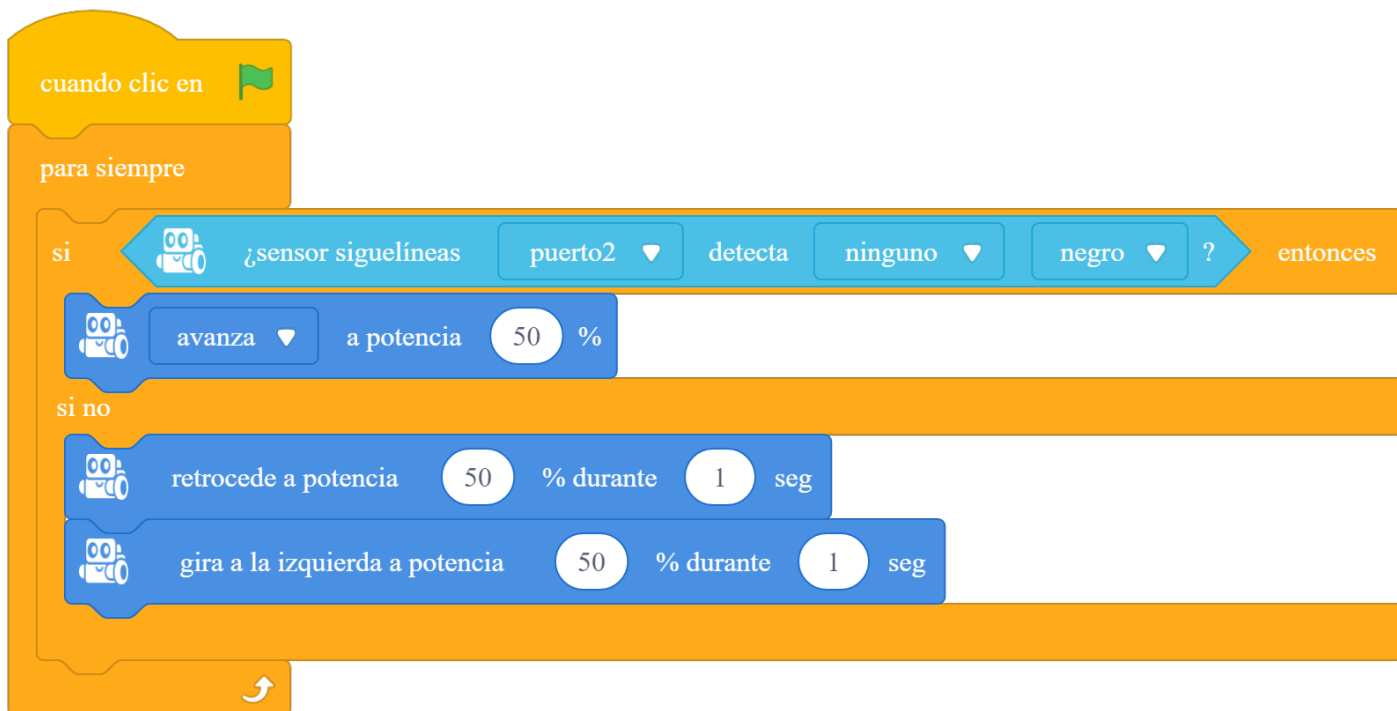 cuando clic en
para siempre
si ¿sensor siguelíneas puerto2 detecta ninguno negro ? entonces
avanza a potencia 50 %
si no
retrocede a potencia 50 % durante 1 seg
gira a la izquierda a potencia 50 % durante 1 seg